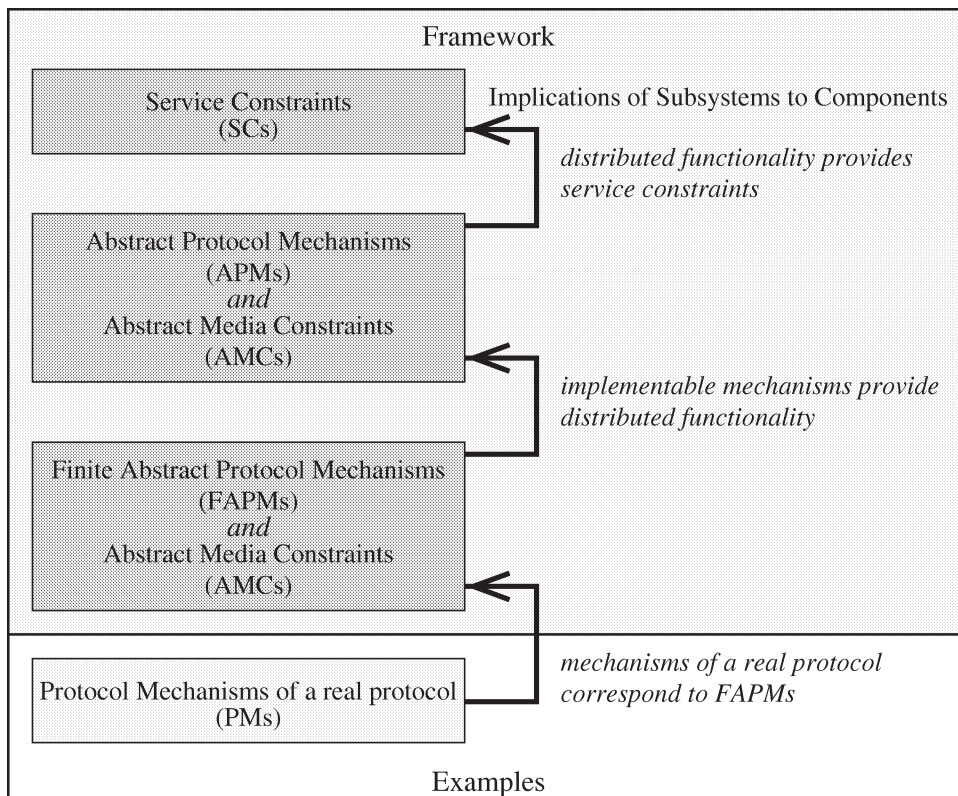 Framework
Service Constraints
(SCs)
Implications of Subsystems to Components
distributed functionality provides
service constraints
Abstract Protocol Mechanisms
(APMs)
and
Abstract Media Constraints
(AMCs)
implementable mechanisms provide
distributed functionality
Finite Abstract Protocol Mechanisms
(FAPMs)
and
Abstract Media Constraints
(AMCs)
mechanisms of a real protocol
correspond to FAPMs
Protocol Mechanisms of a real protocol
(PMs)
Examples